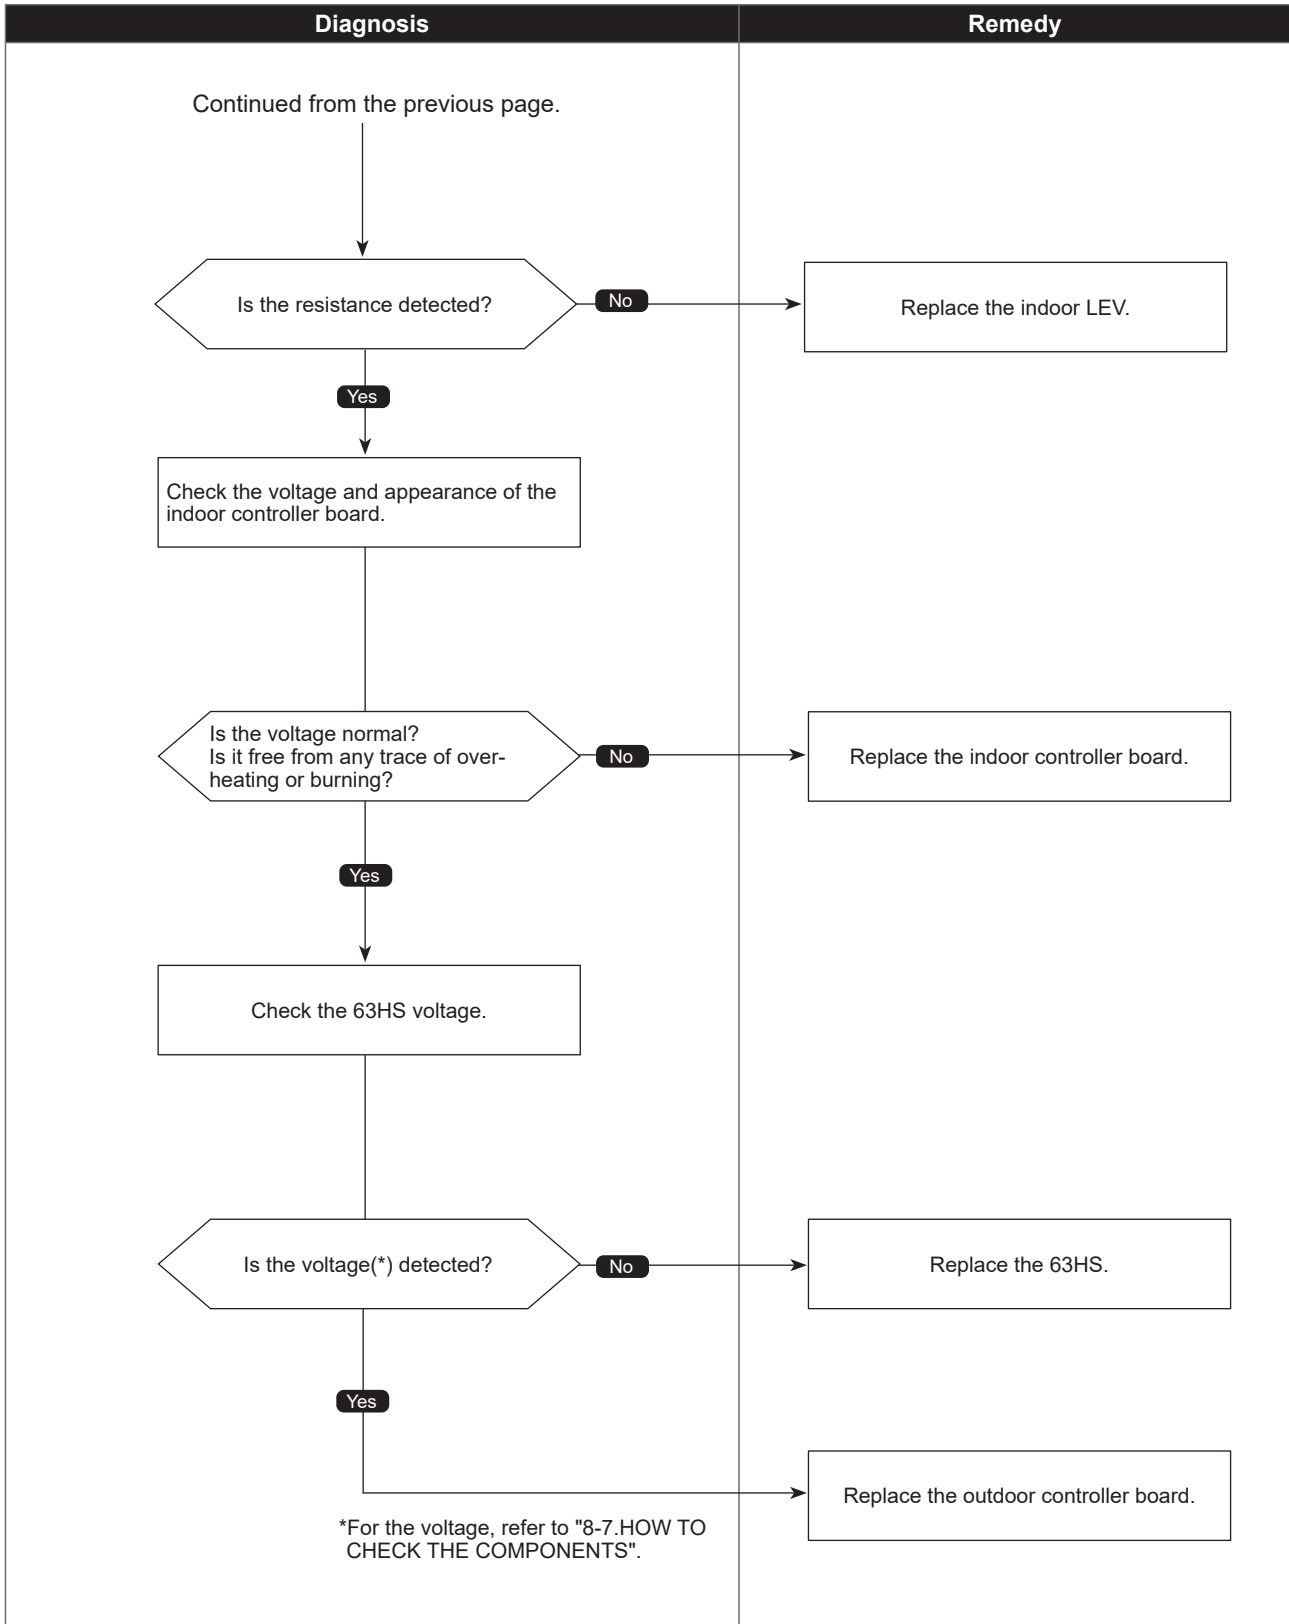 Diagnosis
Remedy
Continued from the previous page.
Is the resistance detected?
No
Replace the indoor LEV.
Yes
Check the voltage and appearance of the
indoor controller board.
Is the voltage normal?
Is it free from any trace of over-
heating or burning?
No
Replace the indoor controller board.
Yes
Check the 63HS voltage.
Is the voltage(*) detected?
No
Replace the 63HS.
Yes
Replace the outdoor controller board.
*For the voltage, refer to "8-7.HOW TO
CHECK THE COMPONENTS".